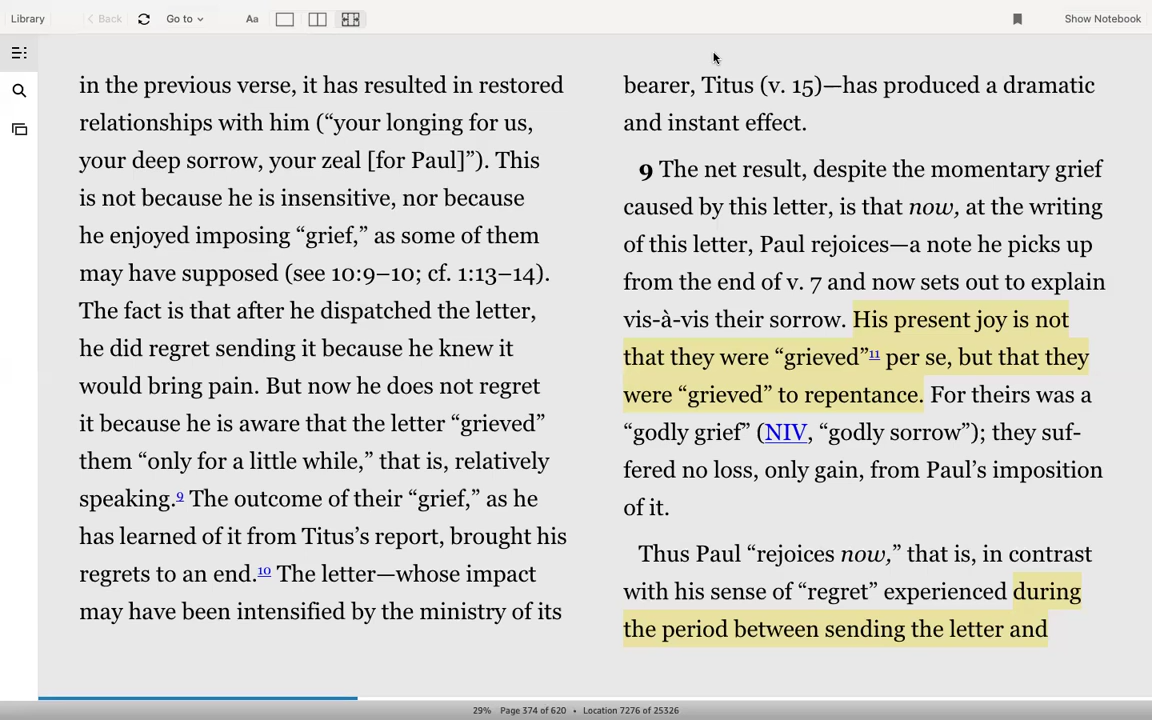 Library
Back
Go to
Aa
Show Notebook
in the previous verse, it has resulted in restored
relationships with him (“your longing for us,
your deep sorrow, your zeal [for Paul]”). This
is not because he is insensitive, nor because
he enjoyed imposing “grief,” as some of them
may have supposed (see 10:9–10; cf. 1:13–14).
The fact is that after he dispatched the letter,
he did regret sending it because he knew it
would bring pain. But now he does not regret
it because he is aware that the letter “grieved”
them “only for a little while,” that is, relatively
speaking.9 The outcome of their “grief,” as he
has learned of it from Titus’s report, brought his
regrets to an end.10 The letter—whose impact
may have been intensified by the ministry of its
bearer, Titus (v. 15)—has produced a dramatic
and instant effect.
9 The net result, despite the momentary grief
caused by this letter, is that now, at the writing
of this letter, Paul rejoices—a note he picks up
from the end of v. 7 and now sets out to explain
vis-à-vis their sorrow. His present joy is not
that they were “grieved”11 per se, but that they
were “grieved” to repentance. For theirs was a
“godly grief” (NIV, “godly sorrow”); they suf-
fered no loss, only gain, from Paul’s imposition
of it.
Thus Paul “rejoices now,” that is, in contrast
with his sense of “regret” experienced during
the period between sending the letter and
29% Page 374 of 620 • Location 7276 of 25326